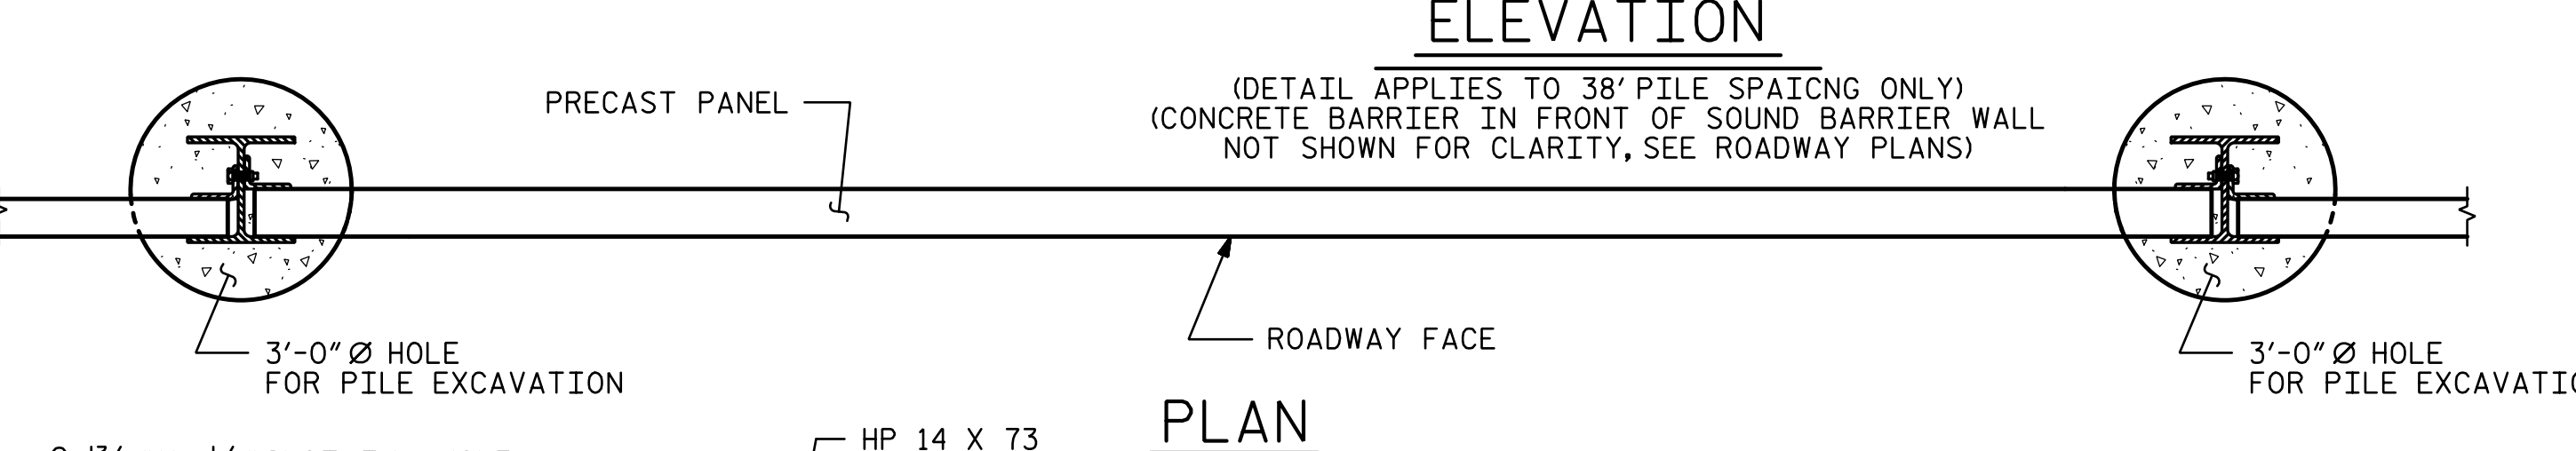 ELEVATION
(DETAIL APPLIES TO 38' PILE SPAICNG ONLY)
(CONCRETE BARRIER IN FRONT OF SOUND BARRIER WALL
NOT SHOWN FOR CLARITY, SEE ROADWAY PLANS)
PRECAST PANEL
ROADWAY FACE
3'-0"Ø HOLE
FOR PILE EXCAVATION
3'-0"Ø HOLE
FOR PILE
PLAN
HP 14 X 73